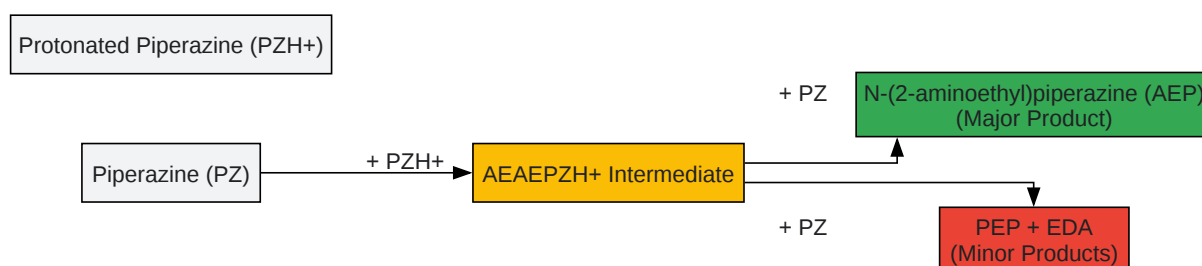 Protonated Piperazine (PZH+)
+ PZ
N-(2-aminoethyl)piperazine (AEP)
(Major Product)
Piperazine (PZ)
+ PZH+
AEAEPZH+ Intermediate
+ PZ
PEP + EDA
(Minor Products)